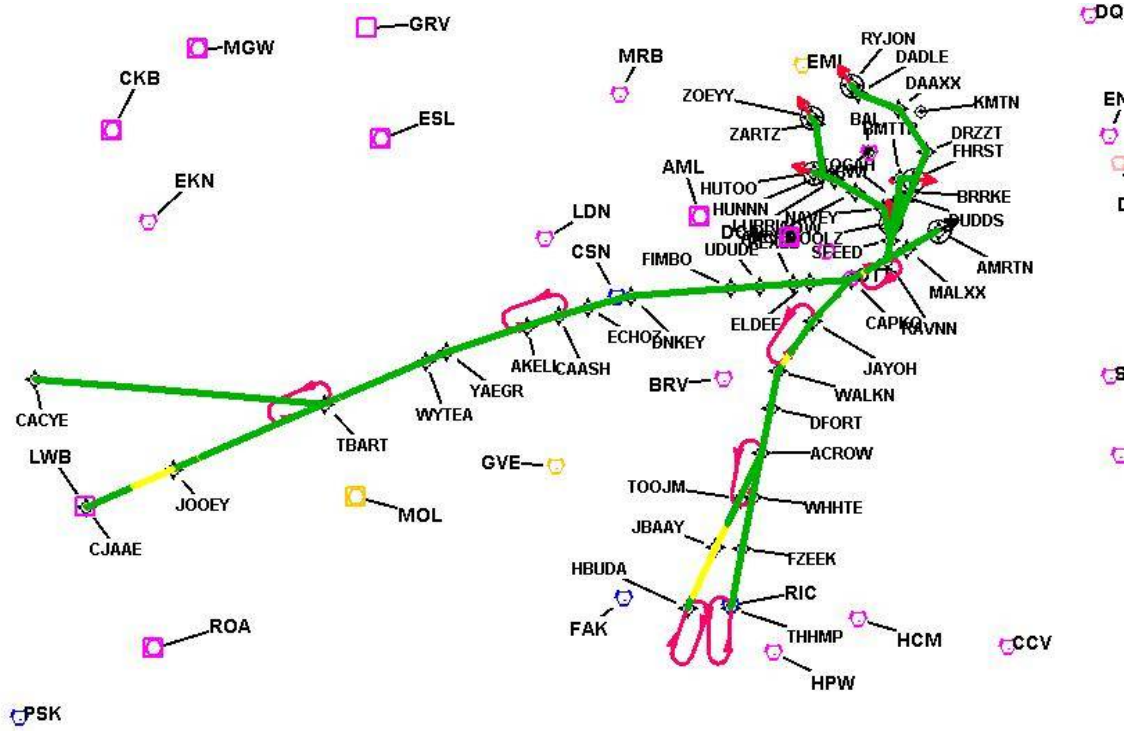 DQ
GRV
RYJON
MGW
DADLE
MRB
EMI
CKB
ZOEYY
DAAXX
KMTN
EN
ESL
BAL
ZARTZ
DRZZT
FHRST
AML
EKN
HUTOO
BRRKE
LDN
HUNNN
NAVEY
DUDDS
CSN
UDUDE
FIMBO
AMRTN
MALXX
ELDEE
CAPKO
RAVNN
ECHOZ
DNKEY
JAYOH
AKELI
CAASH
YAEGR
BRV
WALKN
S
WYTEA
CACYE
DFORT
TBART
ACROW
LWB
GVE
TOOJM
JOOEY
MOL
WHHTE
JBAAY
CJAAE
FZEEK
HBUDA
RIC
FAK
THHMP
ROA
HCM
CCV
HPW
PSK